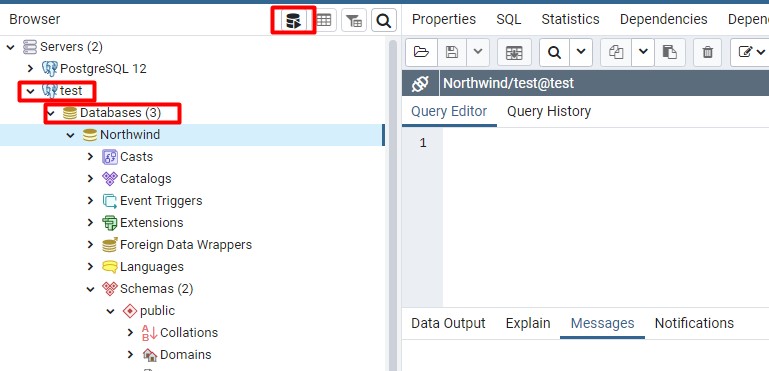 Browser
Servers (2)
PostgreSQL 12
test
Databases (3)
Northwind
Casts
Catalogs
Event Triggers
Extensions
Foreign Data Wrappers
Languages
Schemas (2)
public
Collations
Domains
Properties SQL Statistics Dependencies
Northwind/test@test
Query Editor Query History
1
Data Output Explain Messages Notifications